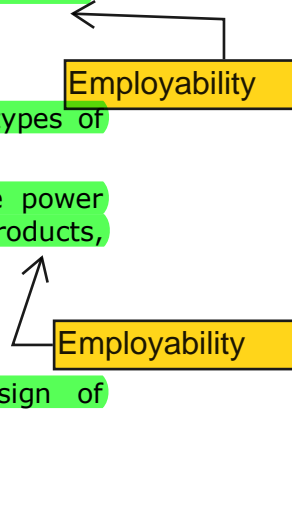 Employability
ypes of
power
roducts,
Employability
sign of